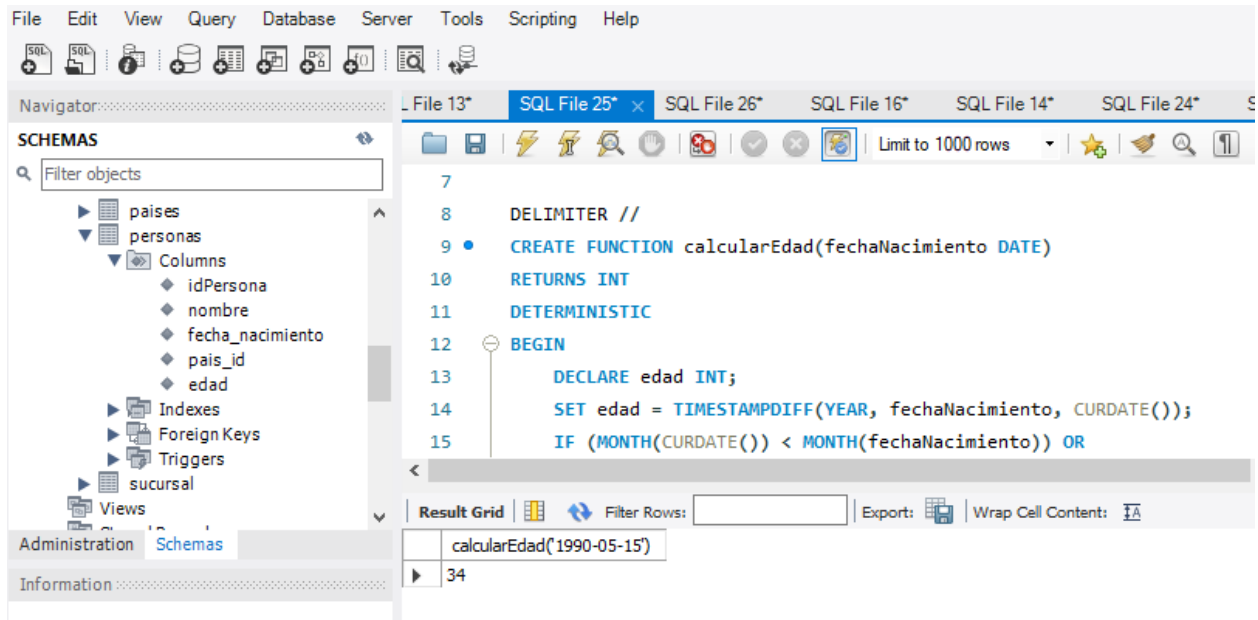 File Edit View Query Database Server Tools Scripting Help
Navigator
SCHEMAS
Filter objects
paises
personas
Columns
idPersona
nombre
fecha_nacimiento
pais_id
edad
Indexes
Foreign Keys
Triggers
sucursal
Views
Administration Schemas
Information
L File 13* SQL File 25* SQL File 26* SQL File 16* SQL File 14* SQL File 24* S
Limit to 1000 rows
7
8 DELIMITER //
9 CREATE FUNCTION calcularEdad(fechaNacimiento DATE)
10 RETURNS INT
11 DETERMINISTIC
12 BEGIN
13 DECLARE edad INT;
14 SET edad = TIMESTAMPDIFF(YEAR, fechaNacimiento, CURDATE());
15 IF (MONTH(CURDATE()) < MONTH(fechaNacimiento)) OR
Result Grid Filter Rows: Export: Wrap Cell Content: IA
calcularEdad('1990-05-15')
34